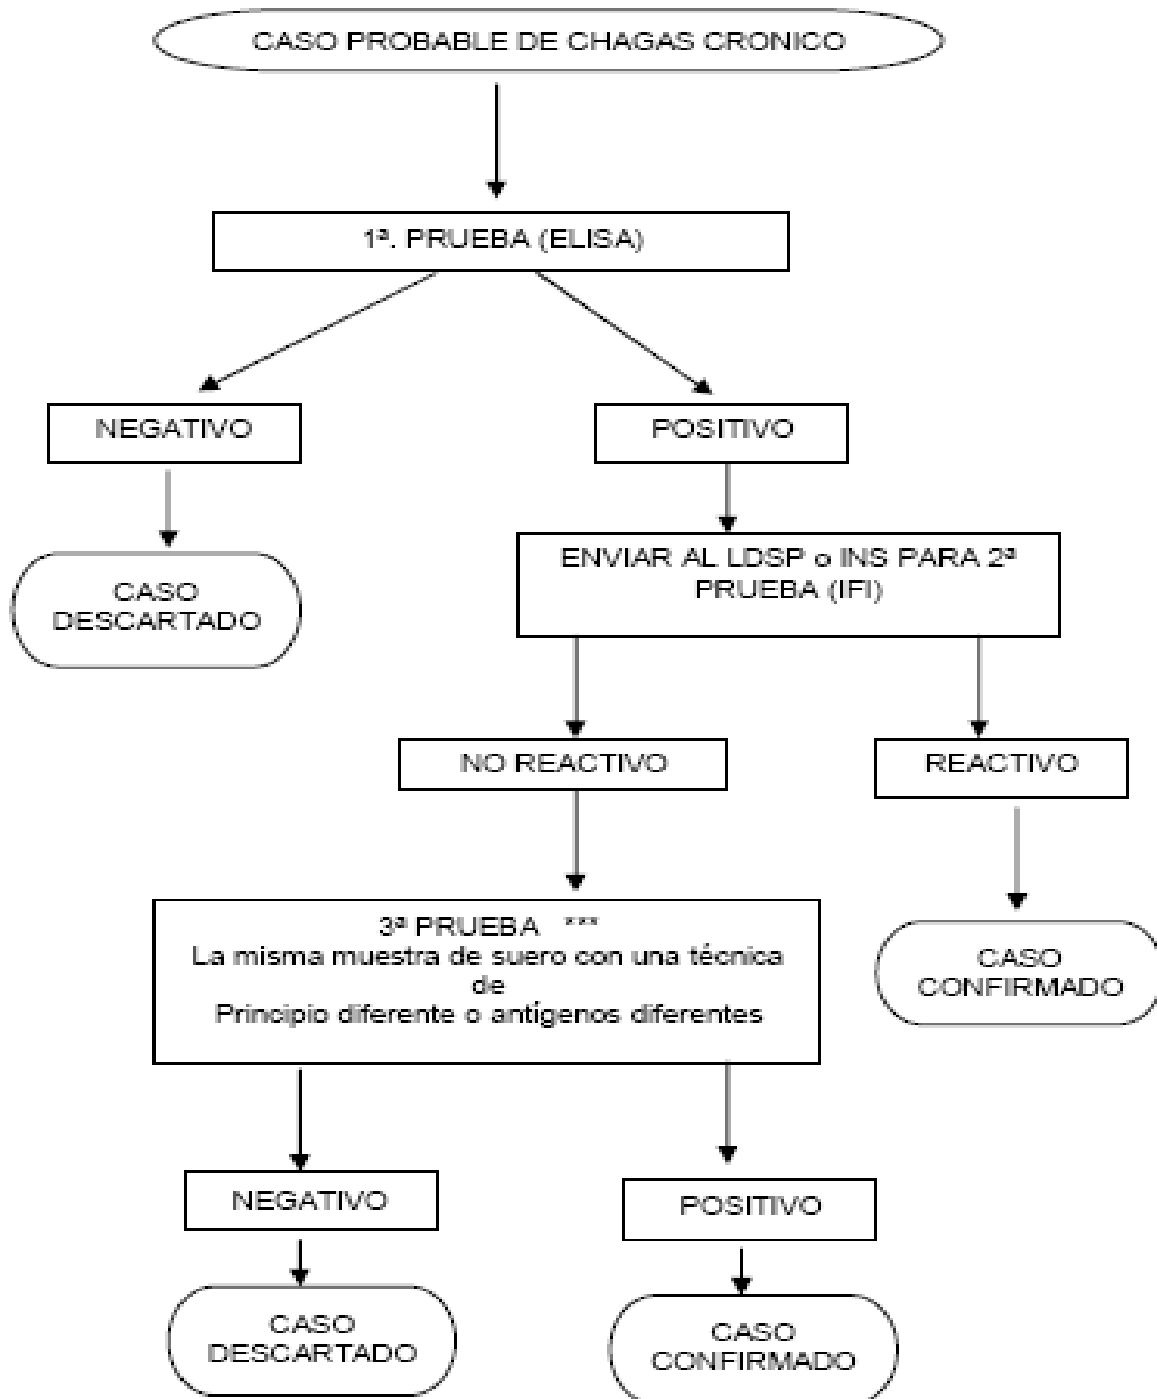 CASO PROBABLE DE CHAGAS CRONICO
1ª. PRUEBA (ELISA)
NEGATIVO
POSITIVO
CASO
DESCARTADO
ENVIAR AL LDSP o INS PARA 2ª
PRUEBA (IFI)
NO REACTIVO
REACTIVO
3ª PRUEBA ***
La misma muestra de suero con una técnica
de
Principio diferente o antígenos diferentes
CASO
CONFIRMADO
NEGATIVO
POSITIVO
CASO
DESCARTADO
CASO
CONFIRMADO